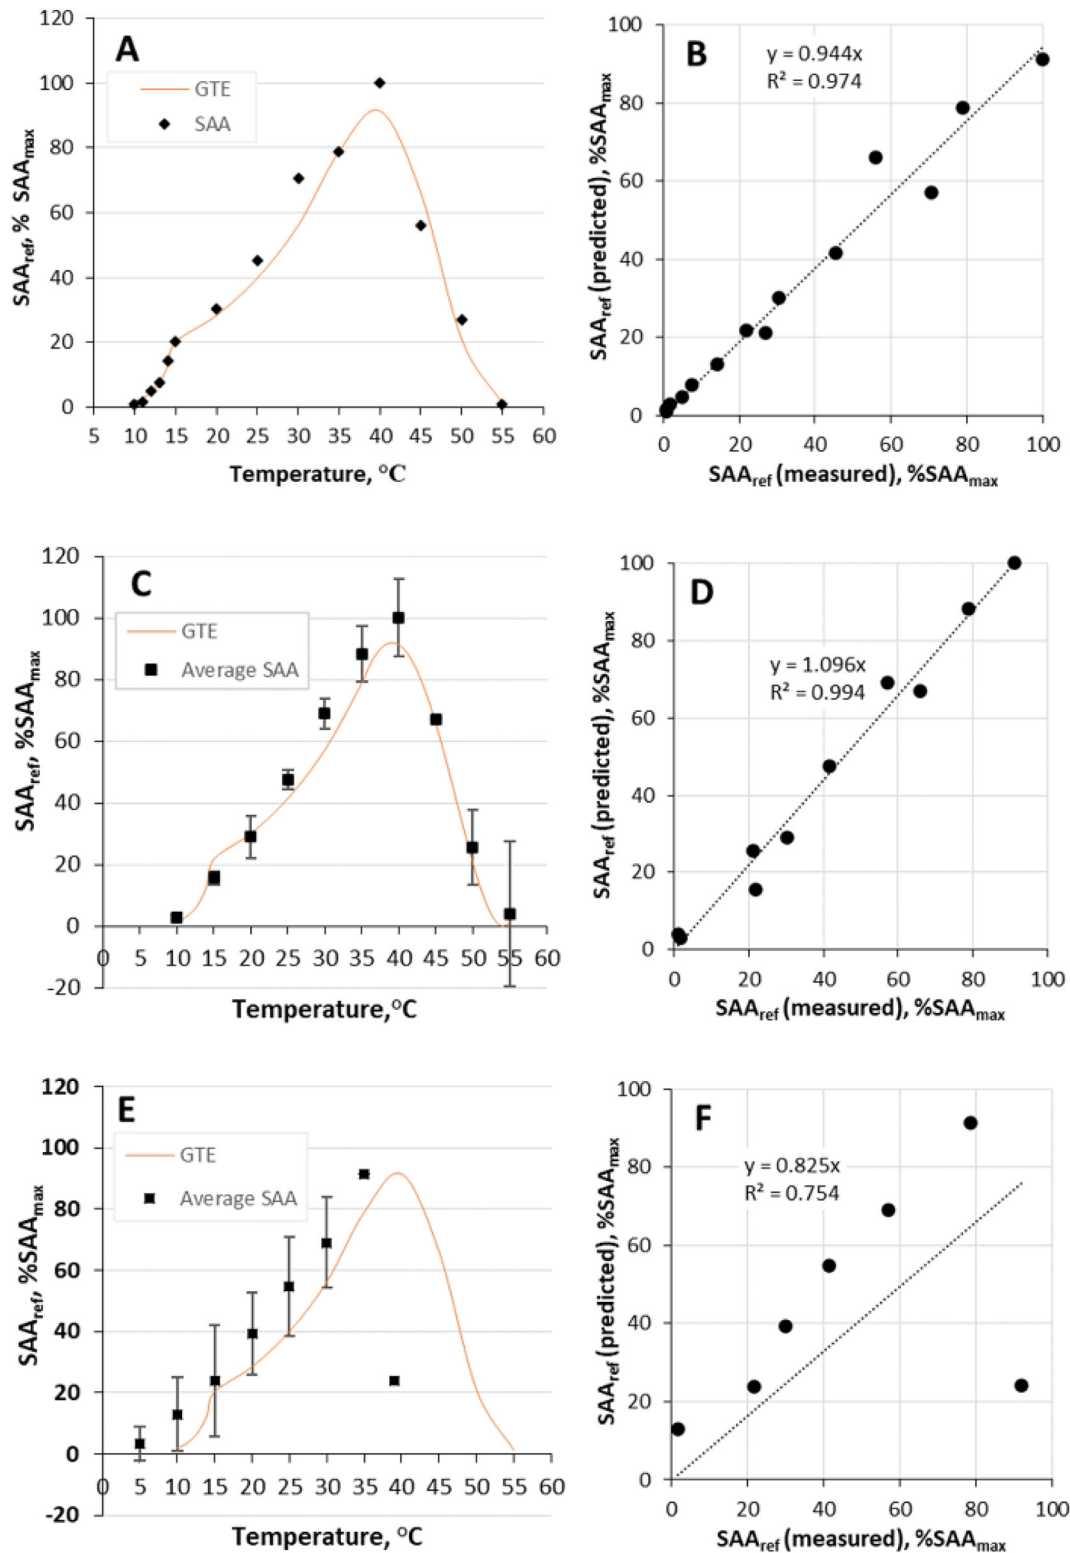 A
GTE
SAA
SAAref, % SAAmax
120
100
80
60
40
20
0
5 10 15 20 25 30 35 40 45 50 55 60
Temperature, °C
B
y = 0.944x
R² = 0.974
SAAref (predicted), %SAAmax
100
80
60
40
20
0
0 20 40 60 80 100
SAAref (measured), %SAAmax
C
GTE
Average SAA
SAAref, %SAAmax
120
100
80
60
40
20
0
-20
0 5 10 15 20 25 30 35 40 45 50 55 60
Temperature,°C
D
y = 1.096x
R² = 0.994
SAAref (predicted), %SAAmax
100
80
60
40
20
0
0 20 40 60 80 100
SAAref (measured), %SAAmax
E
GTE
Average SAA
SAAref, %SAAmax
120
100
80
60
40
20
0
-20
0 5 10 15 20 25 30 35 40 45 50 55 60
Temperature, °C
F
y = 0.825x
R² = 0.754
SAAref (predicted), %SAAmax
100
80
60
40
20
0
0 20 40 60 80 100
SAAref (measured), %SAAmax